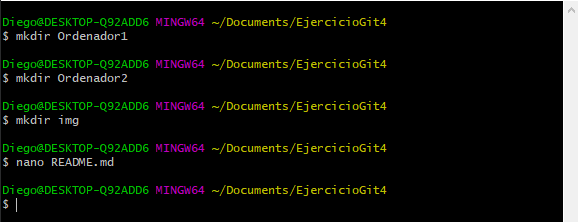 Diego@DESKTOP-Q92ADD6 MINGW64 ~/Documents/EjercicioGit4
$ mkdir Ordenador1
Diego@DESKTOP-Q92ADD6 MINGW64 ~/Documents/EjercicioGit4
$ mkdir Ordenador2
Diego@DESKTOP-Q92ADD6 MINGW64 ~/Documents/EjercicioGit4
$ mkdir img
Diego@DESKTOP-Q92ADD6 MINGW64 ~/Documents/EjercicioGit4
$ nano README.md
Diego@DESKTOP-Q92ADD6 MINGW64 ~/Documents/EjercicioGit4
$